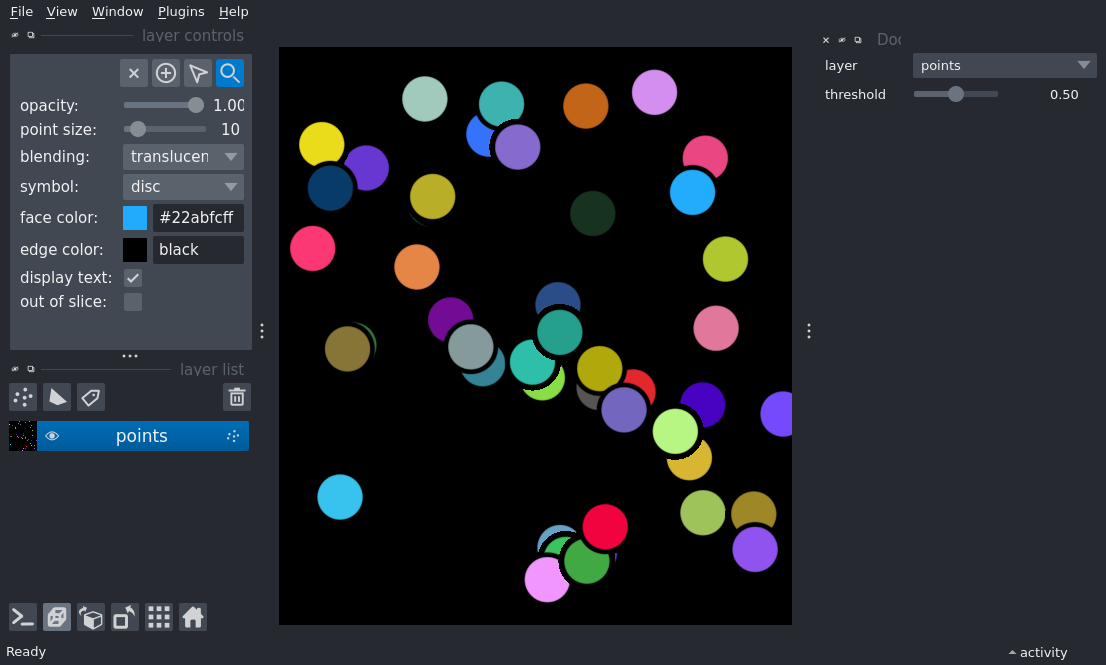 File View Window Plugins Help
layer controls
opacity: 1.00
point size: 10
blending: translucen
symbol: disc
face color: #22abfcff
edge color: black
display text:
out of slice:
layer list
points
Ready
Doc
layer points
threshold 0.50
activity